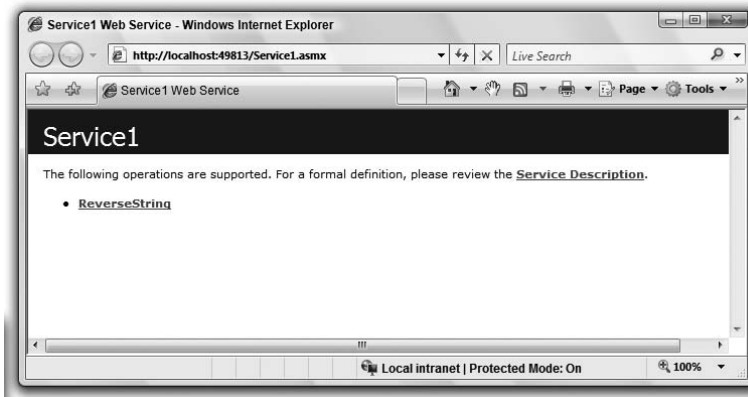 Service1 Web Service - Windows Internet Explorer
http://localhost:49813/Service1.asmx
Live Search
Service1 Web Service
Page
Tools
Service1
The following operations are supported. For a formal definition, please review the Service Description.
• ReverseString
Local intranet | Protected Mode: On
100%